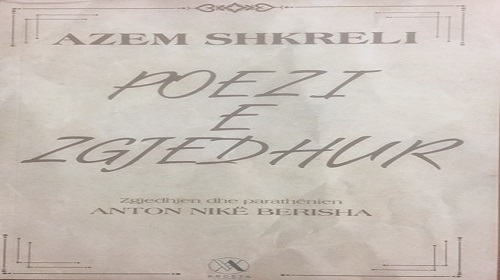 AZEM SHKRELI
POEZI
E
ZGJEDHUR
Zgjedhjen dhe parathënien
ANTON NIKË BERISHA